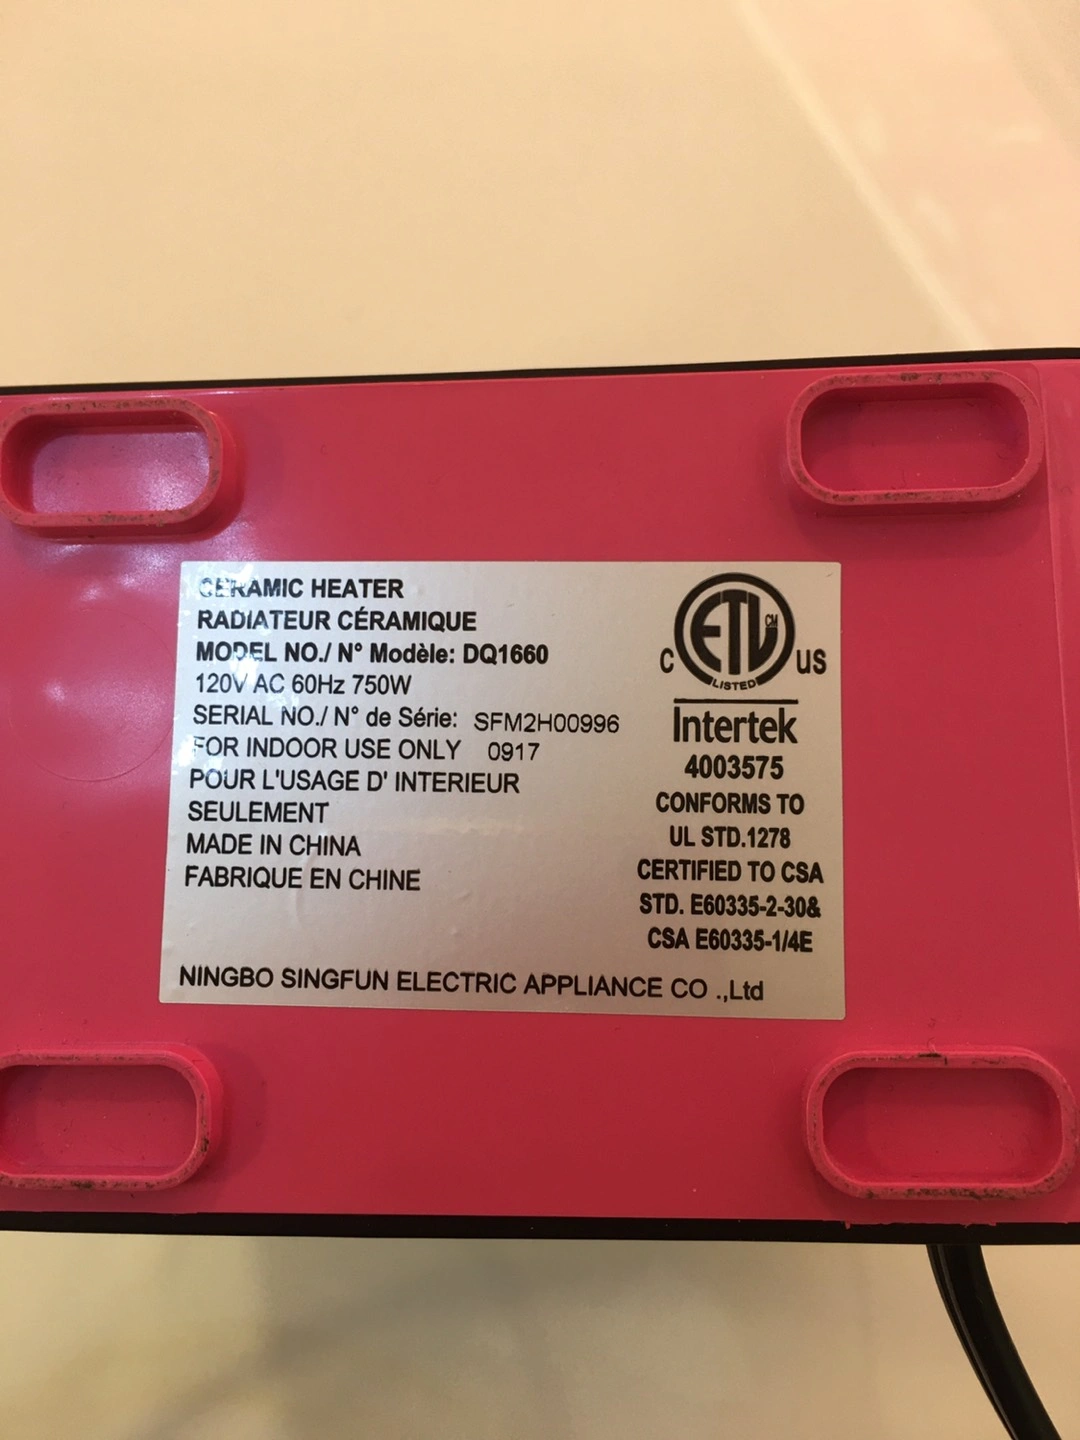 CERAMIC HEATER
RADIATEUR CÉRAMIQUE
MODEL NO./ N° Modèle: DQ1660
120V AC 60Hz 750W
SERIAL NO./ N° de Série: SFM2H00996
FOR INDOOR USE ONLY 0917
POUR L'USAGE D' INTERIEUR
SEULEMENT
MADE IN CHINA
FABRIQUE EN CHINE
ETL CM
C US
LISTED
Intertek
4003575
CONFORMS TO
UL STD.1278
CERTIFIED TO CSA
STD. E60335-2-30&
CSA E60335-1/4E
NINGBO SINGFUN ELECTRIC APPLIANCE CO .,Ltd